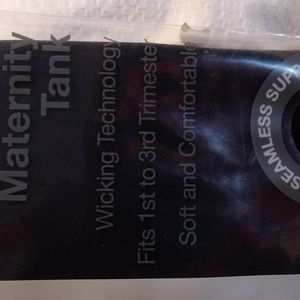 Maternity
Tank
Wicking Technology
Fits 1st to 3rd Trimester
Soft and Comfortable
SEAMLESS